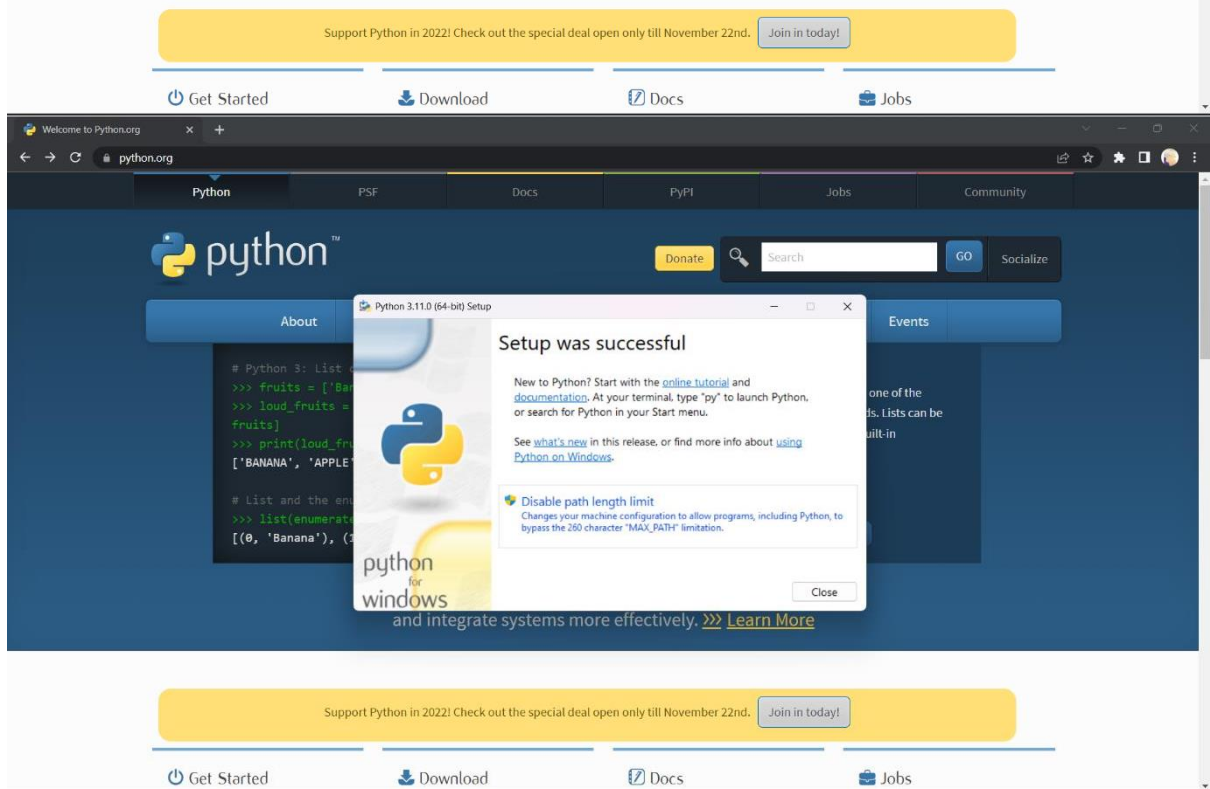 Support Python in 2022! Check out the special deal open only till November 22nd. Join in today!
Get Started Download Docs Jobs
Welcome to Python.org
python.org
Python PSF Docs PyPI Jobs Community
python™
Donate Search GO Socialize
About Events
Python 3.11.0 (64-bit) Setup
Setup was successful
New to Python? Start with the online tutorial and
documentation. At your terminal, type "py" to launch Python,
or search for Python in your Start menu.
See what's new in this release, or find more info about using
Python on Windows.
Disable path length limit
Changes your machine configuration to allow programs, including Python, to
bypass the 260 character "MAX_PATH" limitation.
Close
python
for
windows
# Python 3: List
>>> fruits = ['Ba
>>> loud_fruits =
fruits]
>>> print(loud_fru
['BANANA', 'APPLE'
# List and the enu
>>> list(enumerate
[(0, 'Banana'), (1
one of the
ds. Lists can be
uilt-in
and integrate systems more effectively. >>> Learn More
Support Python in 2022! Check out the special deal open only till November 22nd. Join in today!
Get Started Download Docs Jobs